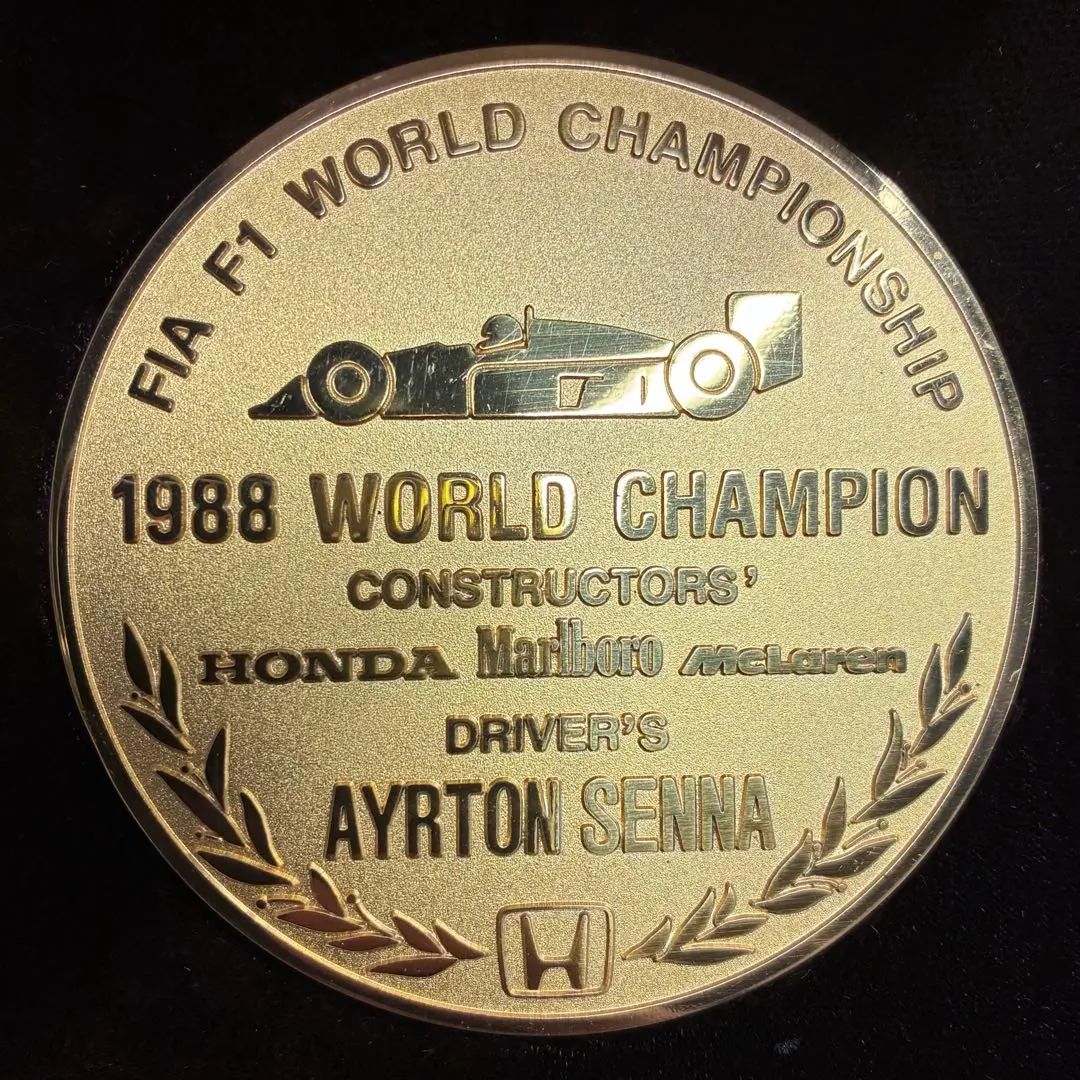 FIA F1 WORLD CHAMPIONSHIP
1988 WORLD CHAMPION
CONSTRUCTORS'
HONDA Marlboro McLaren
DRIVER'S
AYRTON SENNA